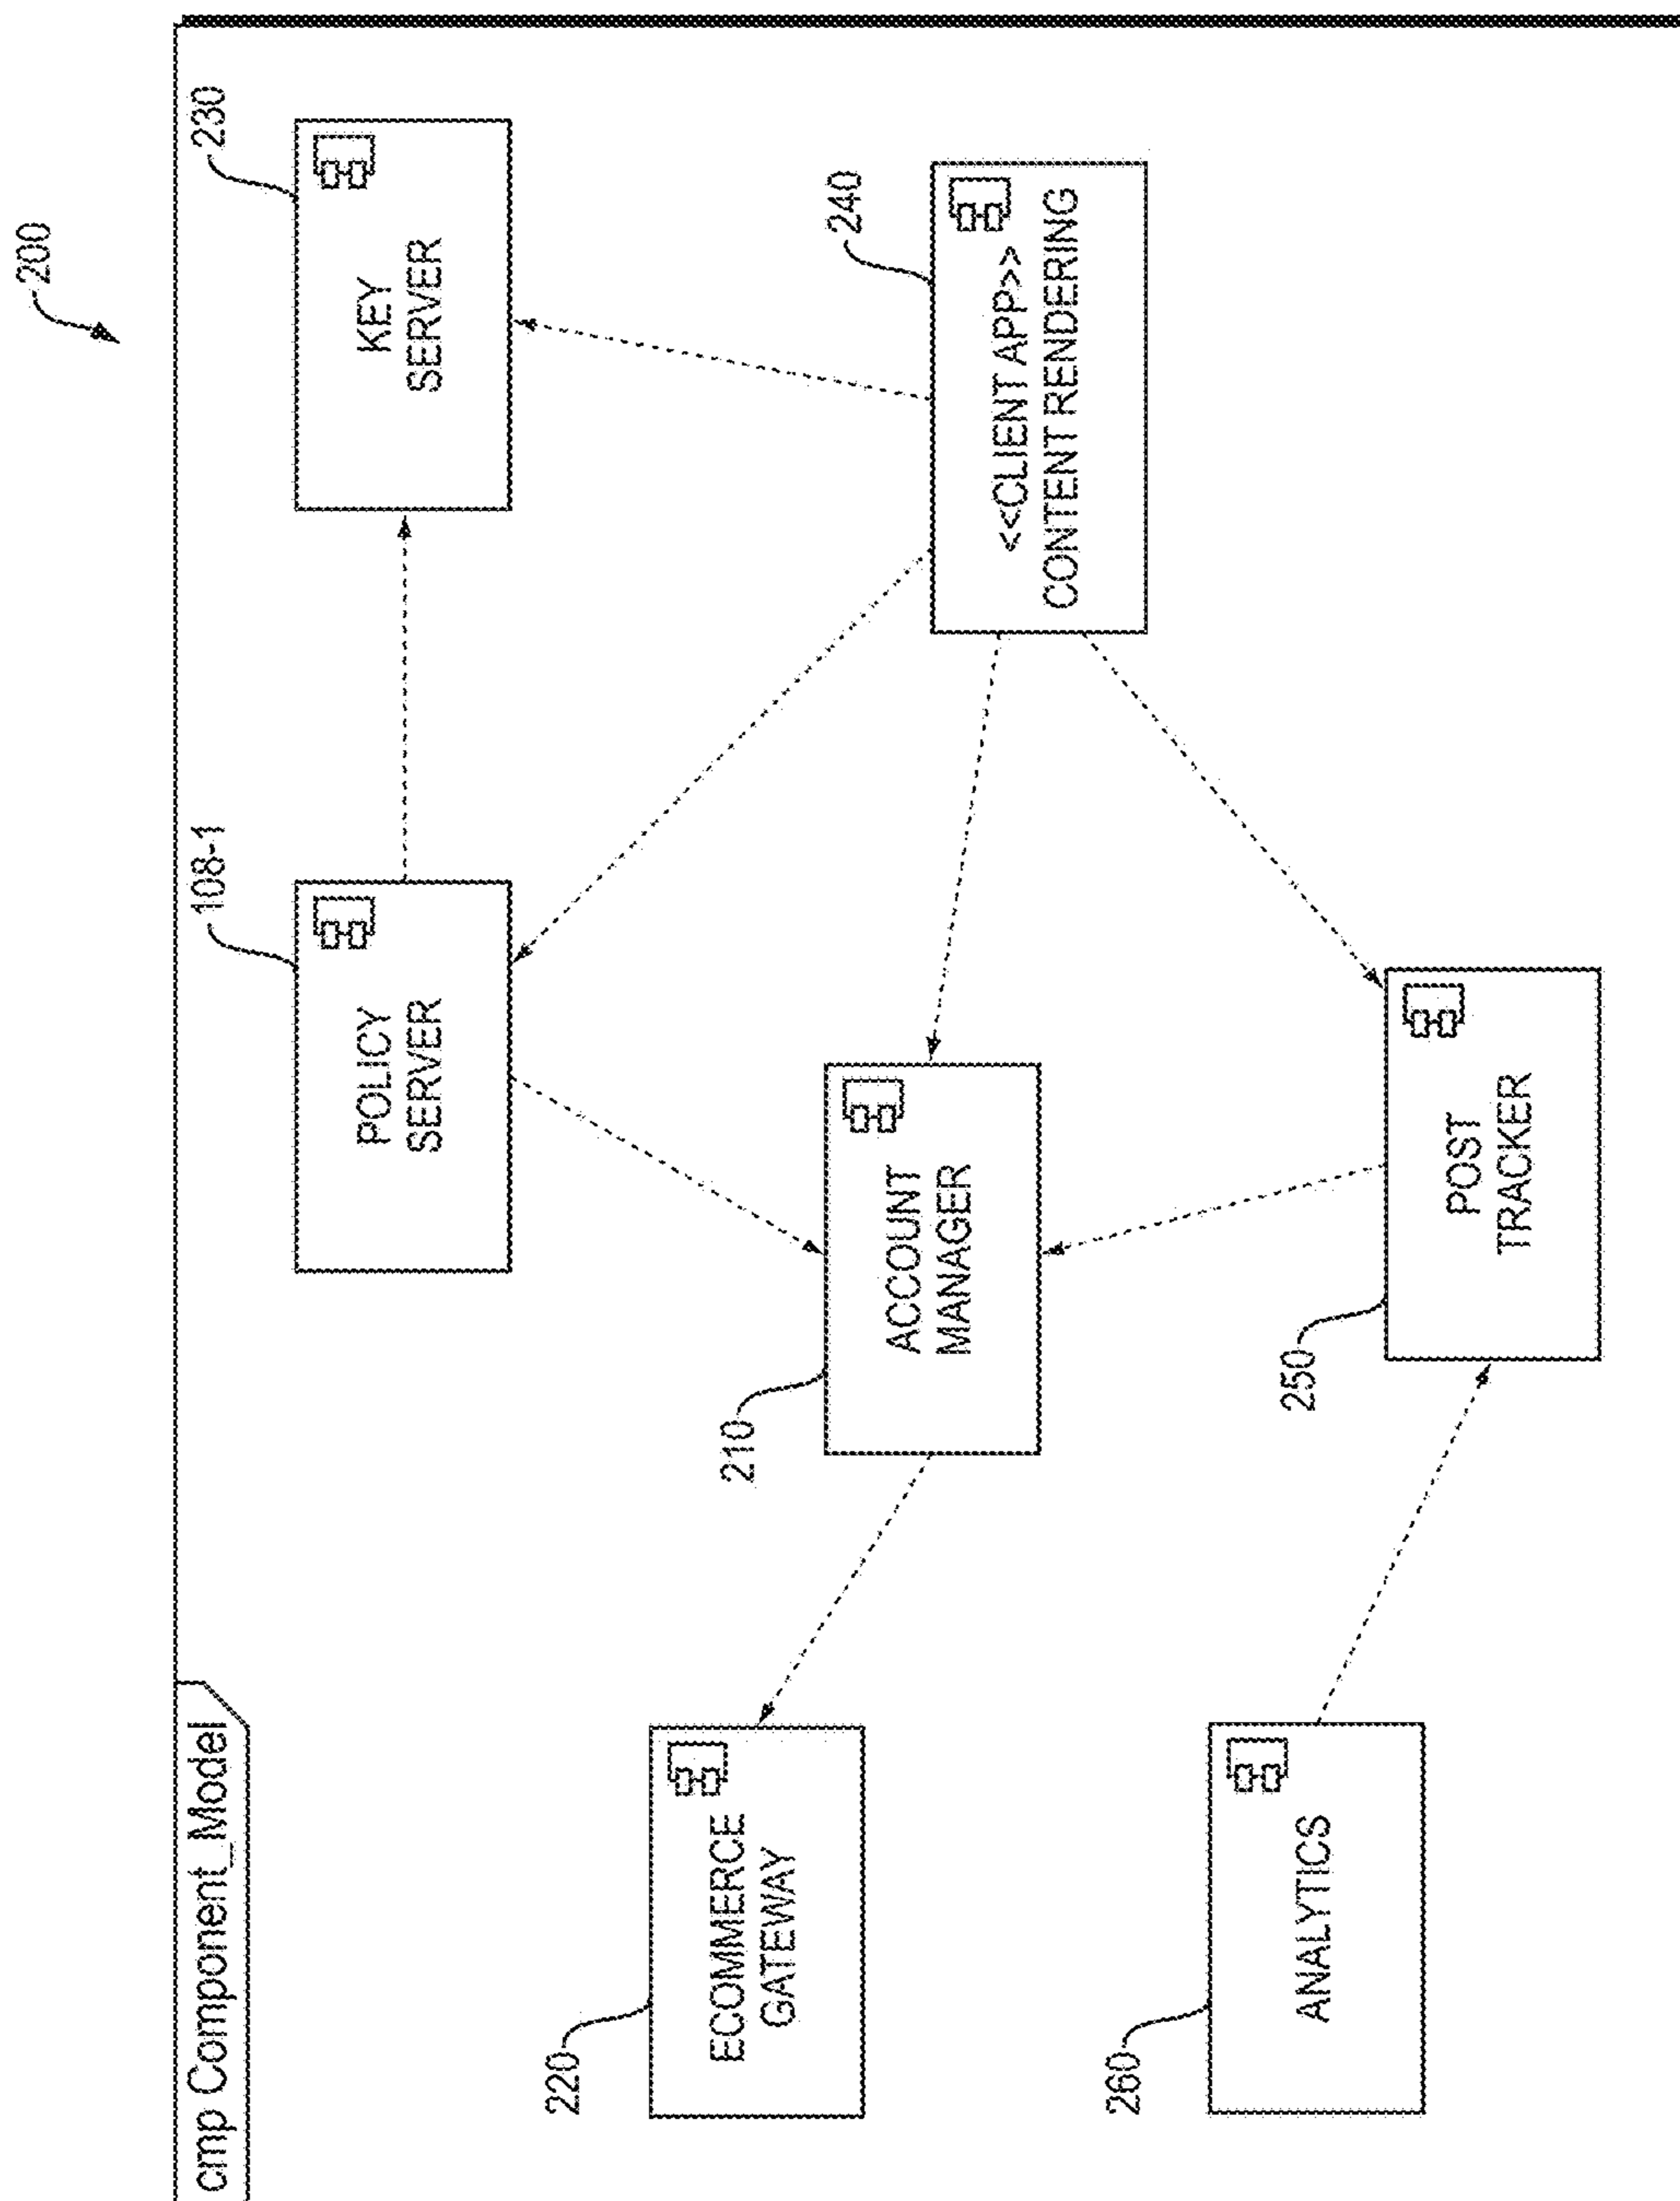 200
cmp Component_Model
108-1
230
POLICY
SERVER
KEY
SERVER
220
ECOMMERCE
GATEWAY
210
ACCOUNT
MANAGER
240
<<CLIENT APP>>
CONTENT RENDERING
260
ANALYTICS
250
POST
TRACKER